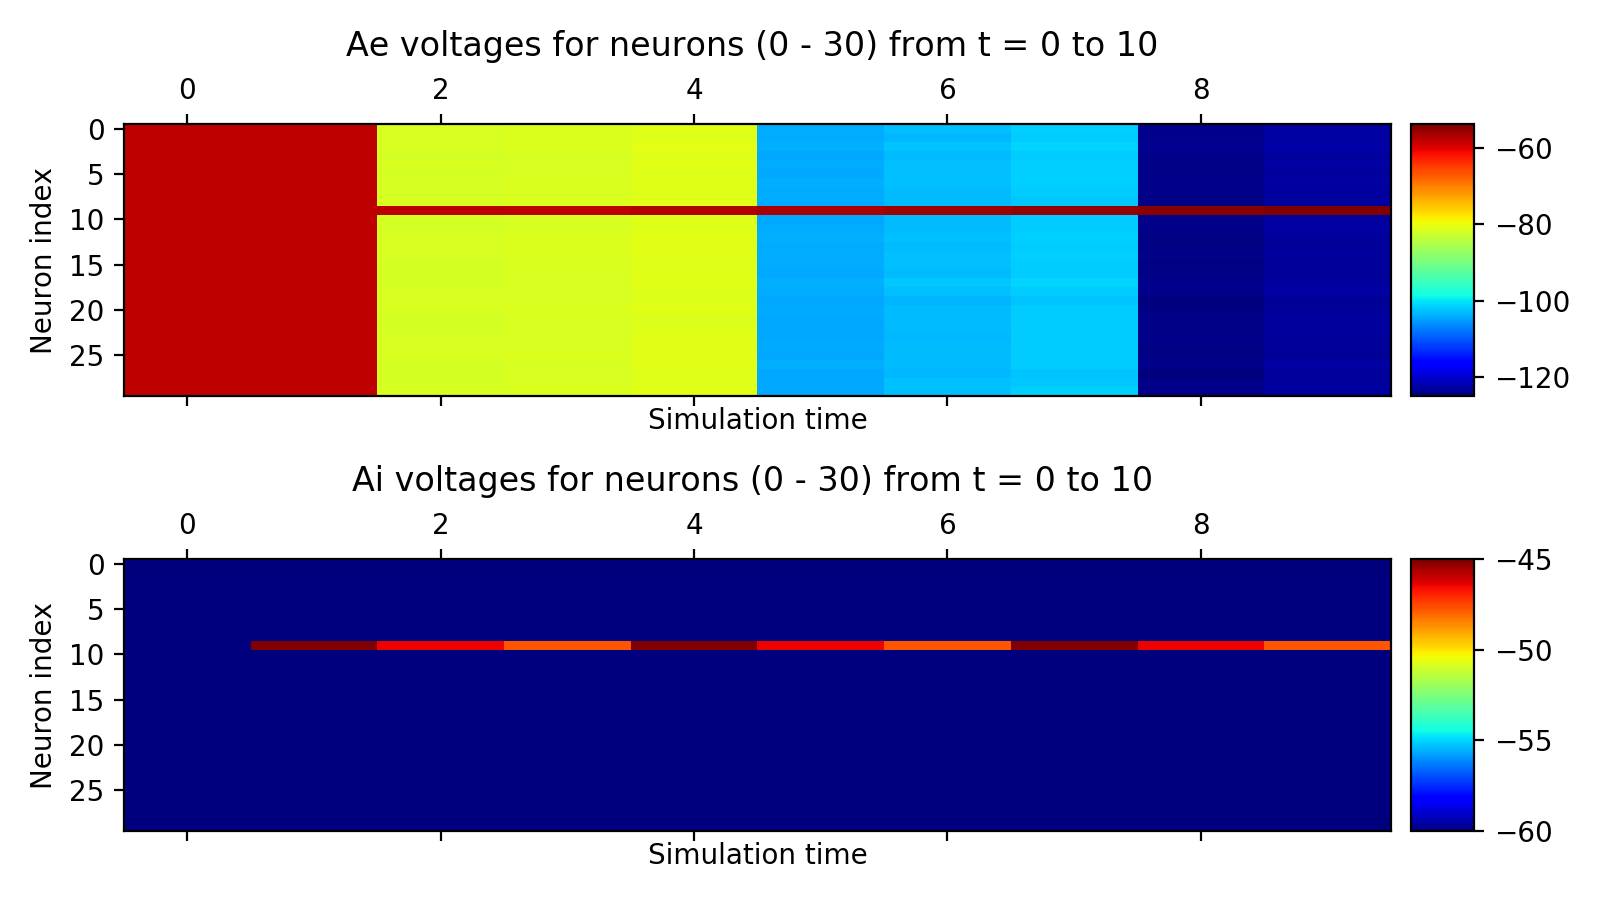 Ae voltages for neurons (0 - 30) from t = 0 to 10
0 2 4 6 8
Neuron index
0
5
10
15
20
25
−60
−80
−100
−120
Simulation time
Ai voltages for neurons (0 - 30) from t = 0 to 10
0 2 4 6 8
Neuron index
0
5
10
15
20
25
−45
−50
−55
−60
Simulation time